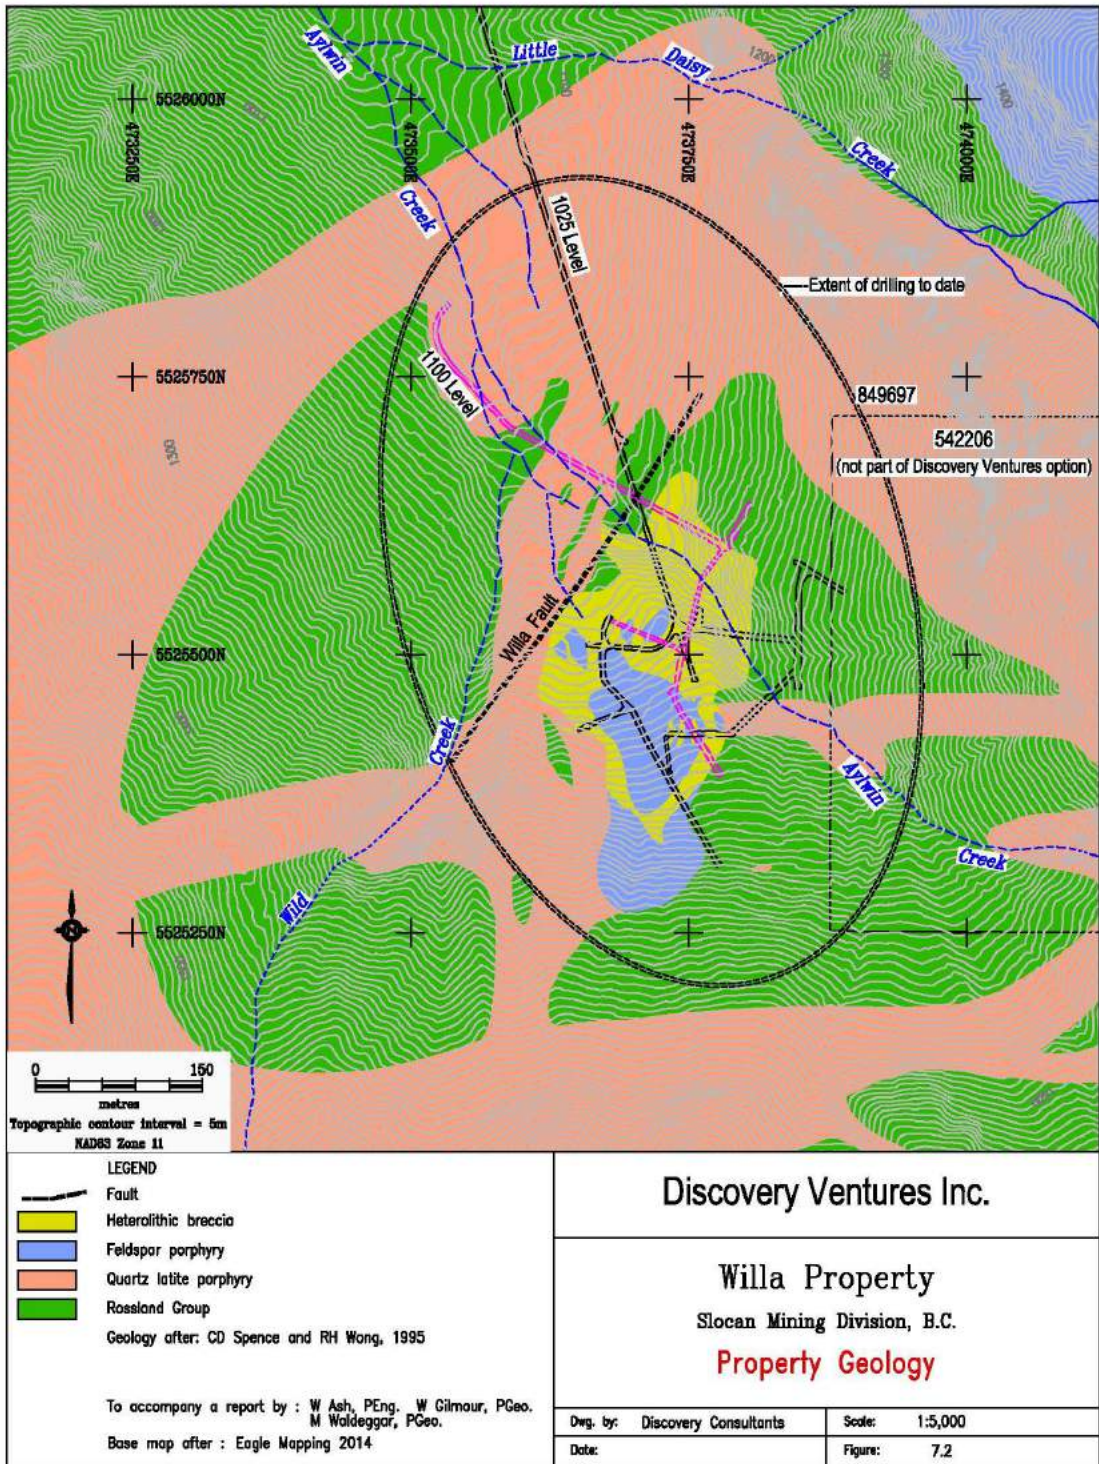 Aylwin
Little
Daisy
1200
1400
5526000N
473250E
473500E
473750E
474000E
Creek
Creek
1025 Level
Extent of drilling to date
5525750N
1100 Level
849697
542206
(not part of Discovery Ventures option)
1300
Willa Fault
5525500N
Creek
Aylwin
Creek
Wild
5525250N
0 150
metres
Topographic contour interval = 5m
NAD83 Zone 11
LEGEND
Fault
Heterolithic breccia
Feldspar porphyry
Quartz latite porphyry
Rossland Group
Geology after: CD Spence and RH Wong, 1995
To accompany a report by : W Ash, PEng. W Gilmour, PGeo.
M Waldeggar, PGeo.
Base map after : Eagle Mapping 2014
Discovery Ventures Inc.
Willa Property
Slocan Mining Division, B.C.
Property Geology
Dwg. by: Discovery Consultants
Scale: 1:5,000
Date:
Figure: 7.2